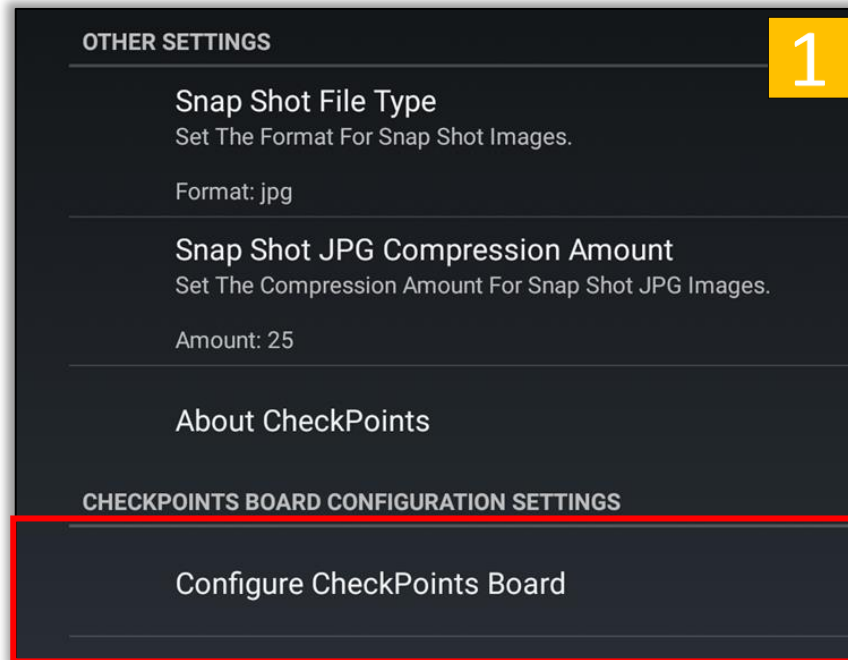 OTHER SETTINGS
1
Snap Shot File Type
Set The Format For Snap Shot Images.
Format: jpg
Snap Shot JPG Compression Amount
Set The Compression Amount For Snap Shot JPG Images.
Amount: 25
About CheckPoints
CHECKPOINTS BOARD CONFIGURATION SETTINGS
Configure CheckPoints Board